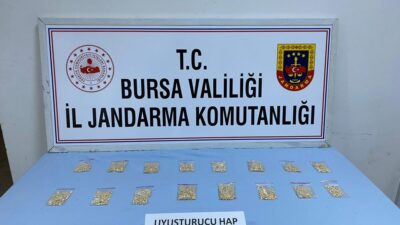 T.C.
BURSA VALİLİĞİ
İL JANDARMA KOMUTANLIĞI
UYUŞTURUCU HAP